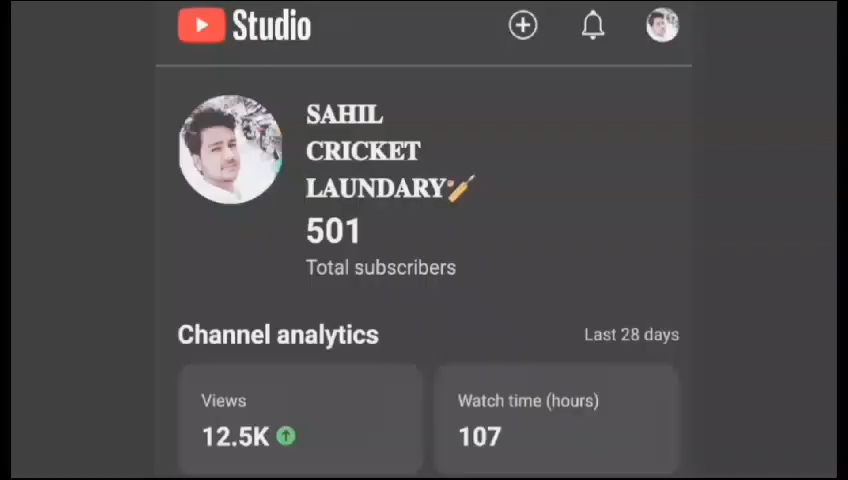 Studio
SAHIL
CRICKET
LAUNDARY🏏
501
Total subscribers
Channel analytics
Last 28 days
Views
Watch time (hours)
12.5K
107